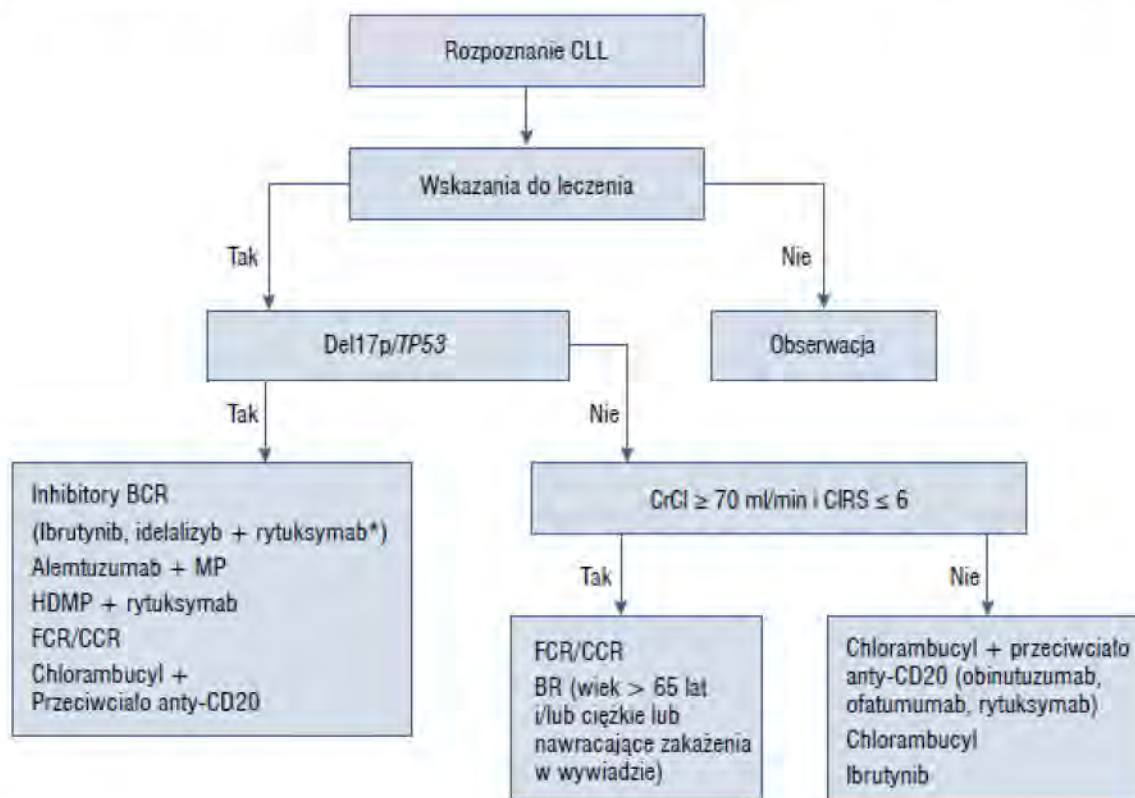 Rozpoznanie CLL
Wskazania do leczenia
Tak
Nie
Del17p/TP53
Obserwacja
Tak
Nie
Inhibitory BCR
(Ibrutynib, idelalizyb + rytuksymab*)
Alemtuzumab + MP
HDMP + rytuksymab
FCR/CCR
Chlorambucyl +
Przeciwciało anty-CD20
CrCl ≥ 70 ml/min i CIRS ≤ 6
Tak
Nie
FCR/CCR
BR (wiek > 65 lat
i/lub ciężkie lub
nawracające zakażenia
w wywiadzie)
Chlorambucyl + przeciwciało
anty-CD20 (obinutuzumab,
ofatumumab, rytuksymab)
Chlorambucyl
Ibrutynib